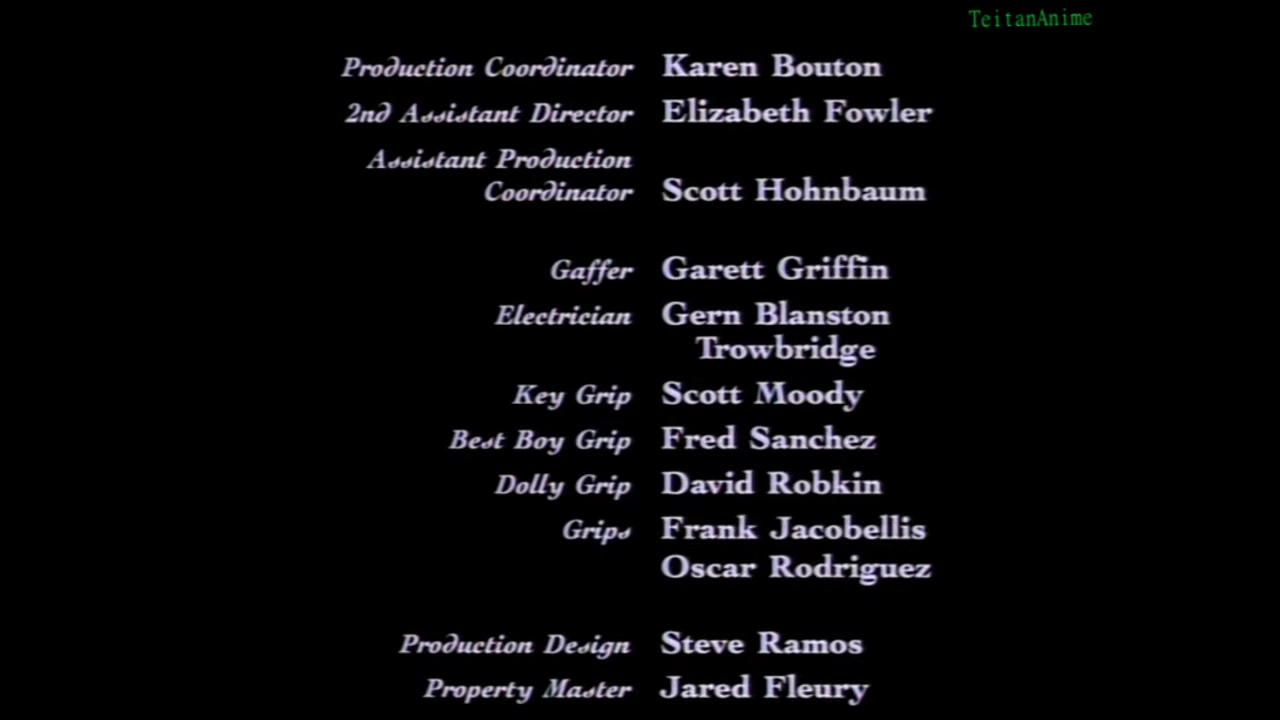 TeitanAnime
Production Coordinator Karen Bouton
2nd Assistant Director Elizabeth Fowler
Assistant Production
Coordinator Scott Hohnbaum
Gaffer Garett Griffin
Electrician Gern Blanston
Trowbridge
Key Grip Scott Moody
Best Boy Grip Fred Sanchez
Dolly Grip David Robkin
Grips Frank Jacobellis
Oscar Rodriguez
Production Design Steve Ramos
Property Master Jared Fleury